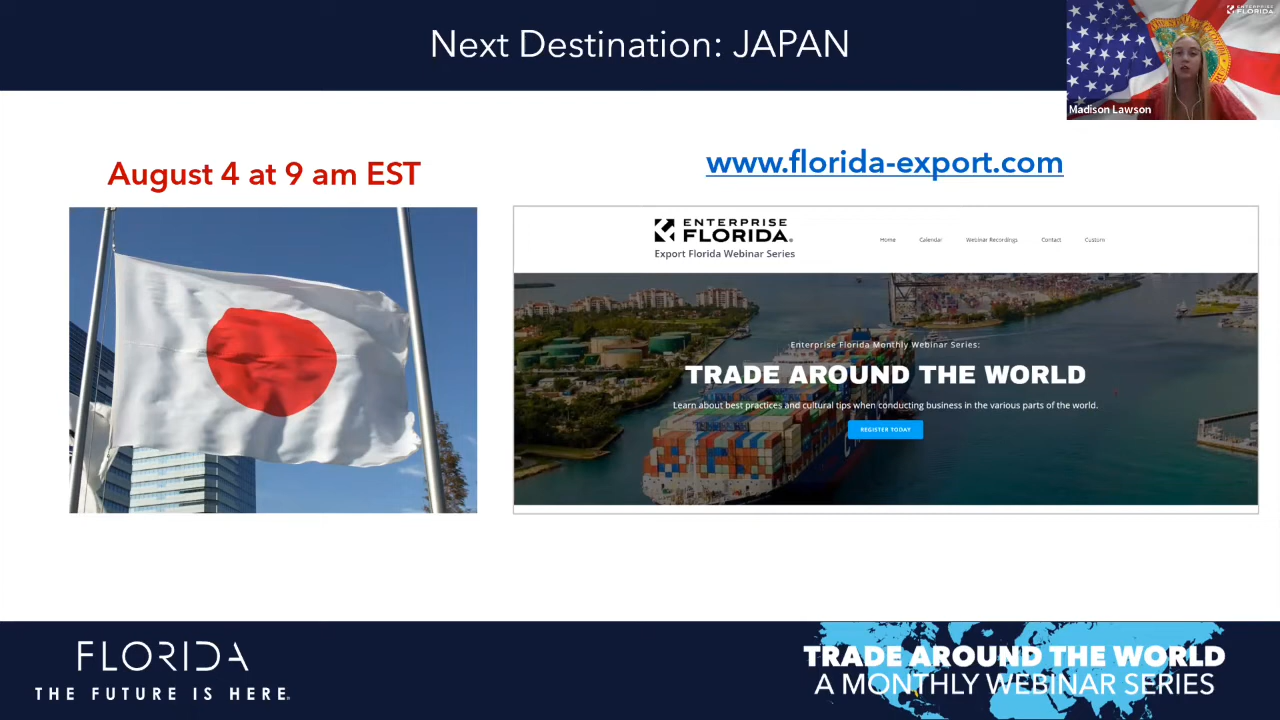 Next Destination: JAPAN
ENTERPRISE
FLORIDA
Madison Lawson
August 4 at 9 am EST
www.florida-export.com
ENTERPRISE
FLORIDA®
Export Florida Webinar Series
Home Calendar Webinar Recordings Contact Custom
Enterprise Florida Monthly Webinar Series:
TRADE AROUND THE WORLD
Learn about best practices and cultural tips when conducting business in the various parts of the world.
REGISTER TODAY
FLORIDA
THE FUTURE IS HERE®
TRADE AROUND THE WORLD
A MONTHLY WEBINAR SERIES